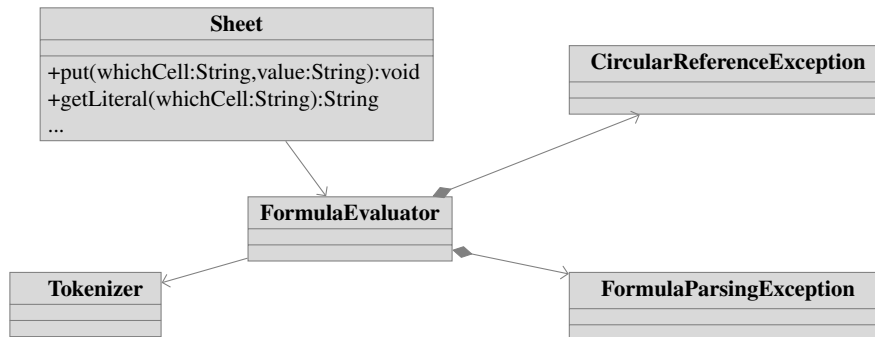 Sheet
+put(whichCell:String,value:String):void
+getLiteral(whichCell:String):String
...
CircularReferenceException
FormulaEvaluator
Tokenizer
FormulaParsingException